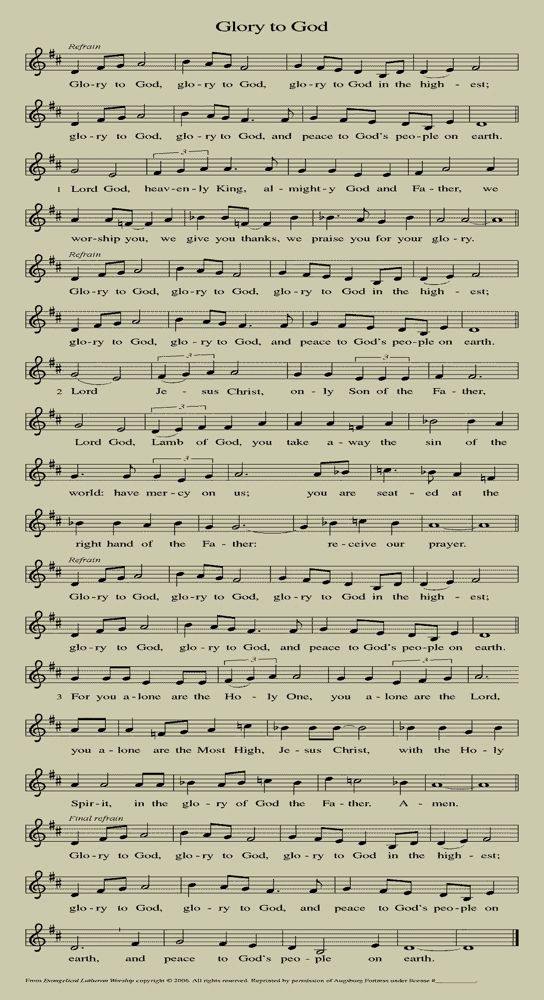 Glory to God
Refrain
Glo-ry to God, glo-ry to God, glo-ry to God in the high - est;
glo-ry to God, glo-ry to God, and peace to God's peo-ple on earth.
3
1 Lord God, heav-en-ly King, al-might-y God and Fa-ther, we
wor-ship you, we give you thanks, we praise you for your glo-ry.
Refrain
Glo-ry to God, glo-ry to God, glo-ry to God in the high - est;
glo-ry to God, glo-ry to God, and peace to God's peo-ple on earth.
3 3
2 Lord Je - sus Christ, on - ly Son of the Fa - ther,
3
Lord God, Lamb of God, you take a - way the sin of the
3
world: have mer-cy on us; you are seat - ed at the
right hand of the Fa - ther: re-ceive our prayer.
Refrain
Glo-ry to God, glo-ry to God, glo-ry to God in the high - est;
glo-ry to God, glo-ry to God, and peace to God's peo-ple on earth.
3 3
3 For you a-lone are the Ho - ly One, you a-lone are the Lord,
you a-lone are the Most High, Je-sus Christ, with the Ho-ly
Spir-it, in the glo - ry of God the Fa-ther. A - men.
Final refrain
Glo-ry to God, glo-ry to God, glo-ry to God in the high - est;
glo-ry to God, glo - ry to God, and peace to God's peo-ple on
earth, and peace to God's peo-ple on earth.
From Evangelical Lutheran Worship copyright © 2006. All rights reserved. Reprinted by permission of Augsburg Fortress under license #______________.